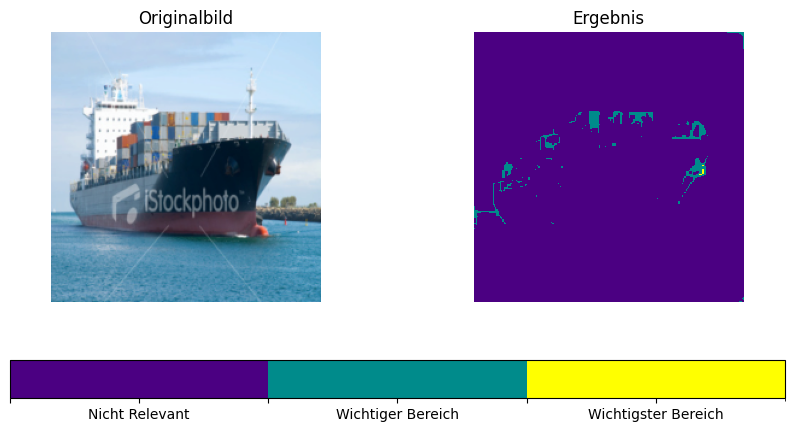 Originalbild
Ergebnis
iStockphoto
Nicht Relevant
Wichtiger Bereich
Wichtigster Bereich